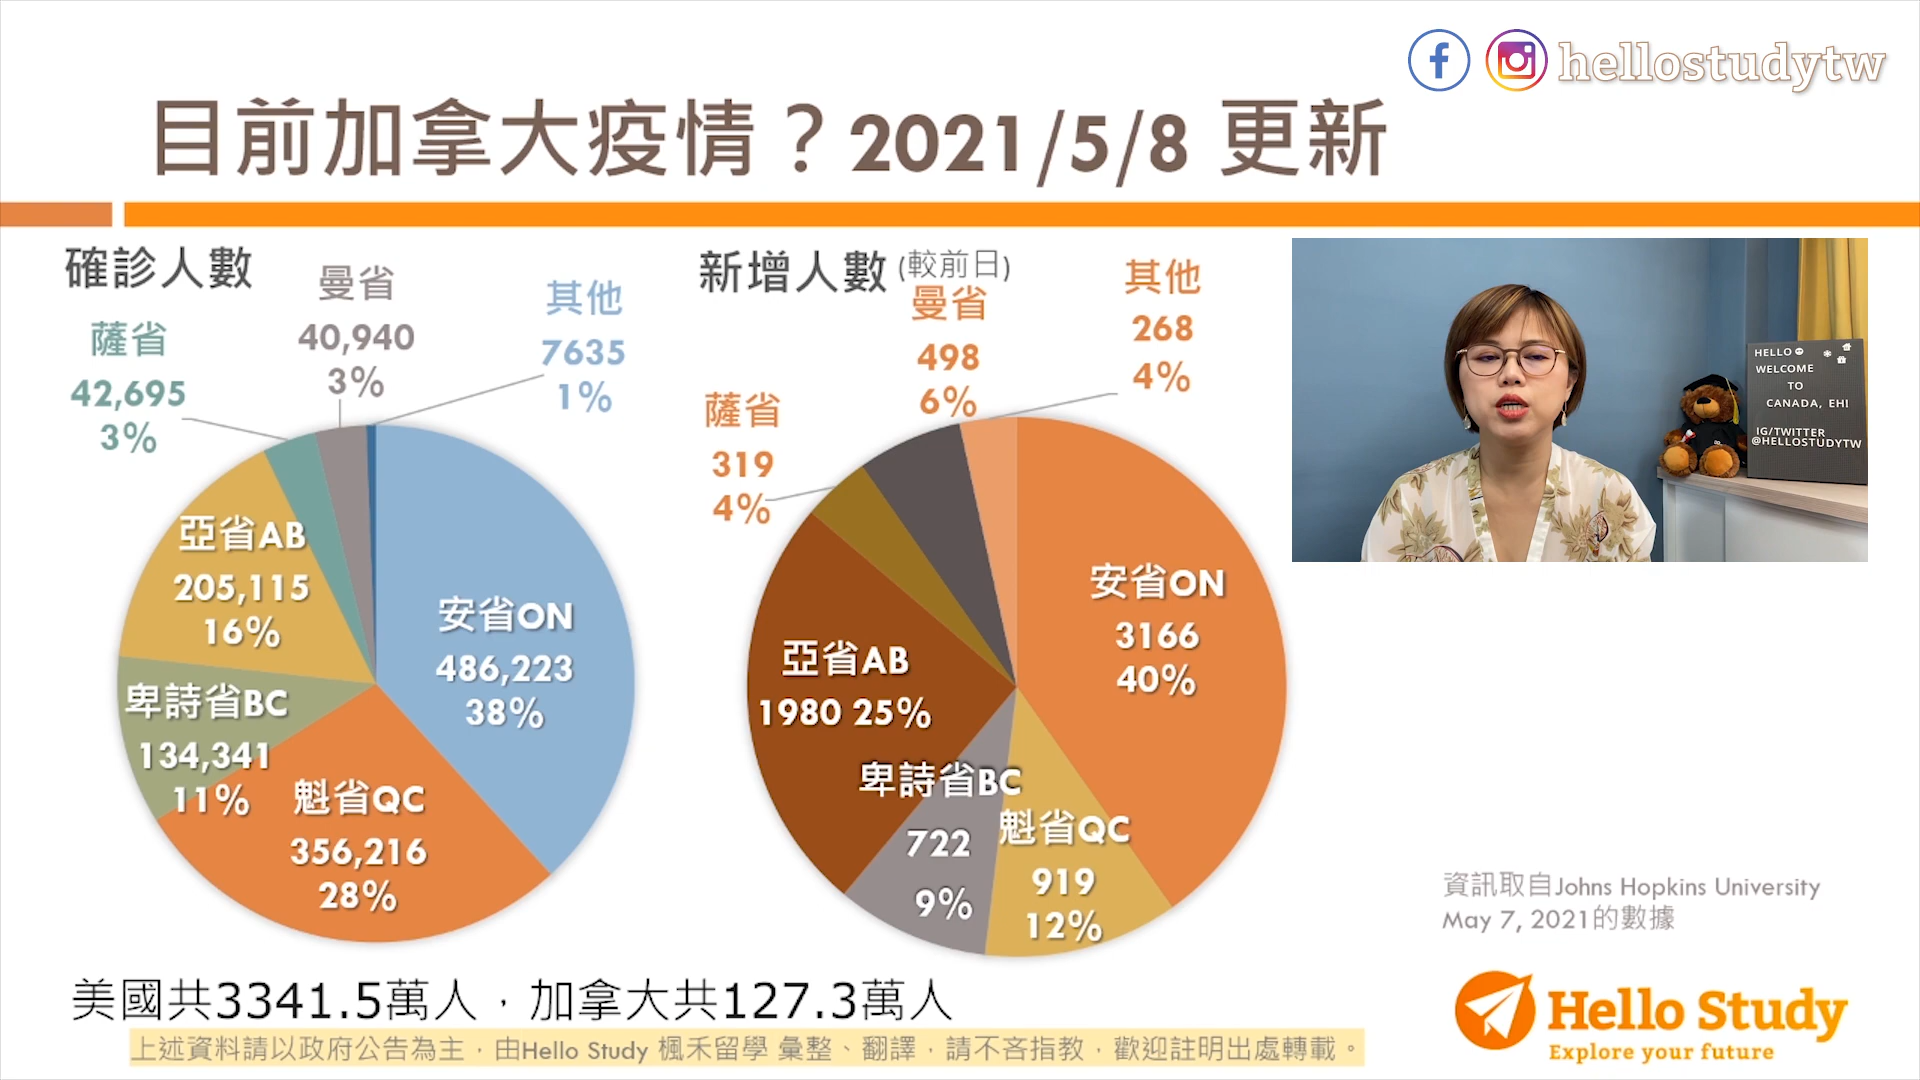 hellostudytw
目前加拿大疫情？2021/5/8 更新
確診人數
薩省
42,695
3%
曼省
40,940
3%
其他
7635
1%
亞省AB
205,115
16%
安省ON
486,223
38%
卑詩省BC
134,341
11%
魁省QC
356,216
28%
新增人數 (較前日)
薩省
319
4%
曼省
498
6%
其他
268
4%
安省ON
3166
40%
亞省AB
1980 25%
卑詩省BC
722
9%
魁省QC
919
12%
HELLO
WELCOME
TO
CANADA, EH!
IG/TWITTER
@HELLOSTUDYTW
資訊取自Johns Hopkins University
May 7, 2021的數據
美國共3341.5萬人，加拿大共127.3萬人
上述資料請以政府公告為主，由Hello Study 楓禾留學 彙整、翻譯，請不吝指教，歡迎註明出處轉載。
Hello Study
Explore your future